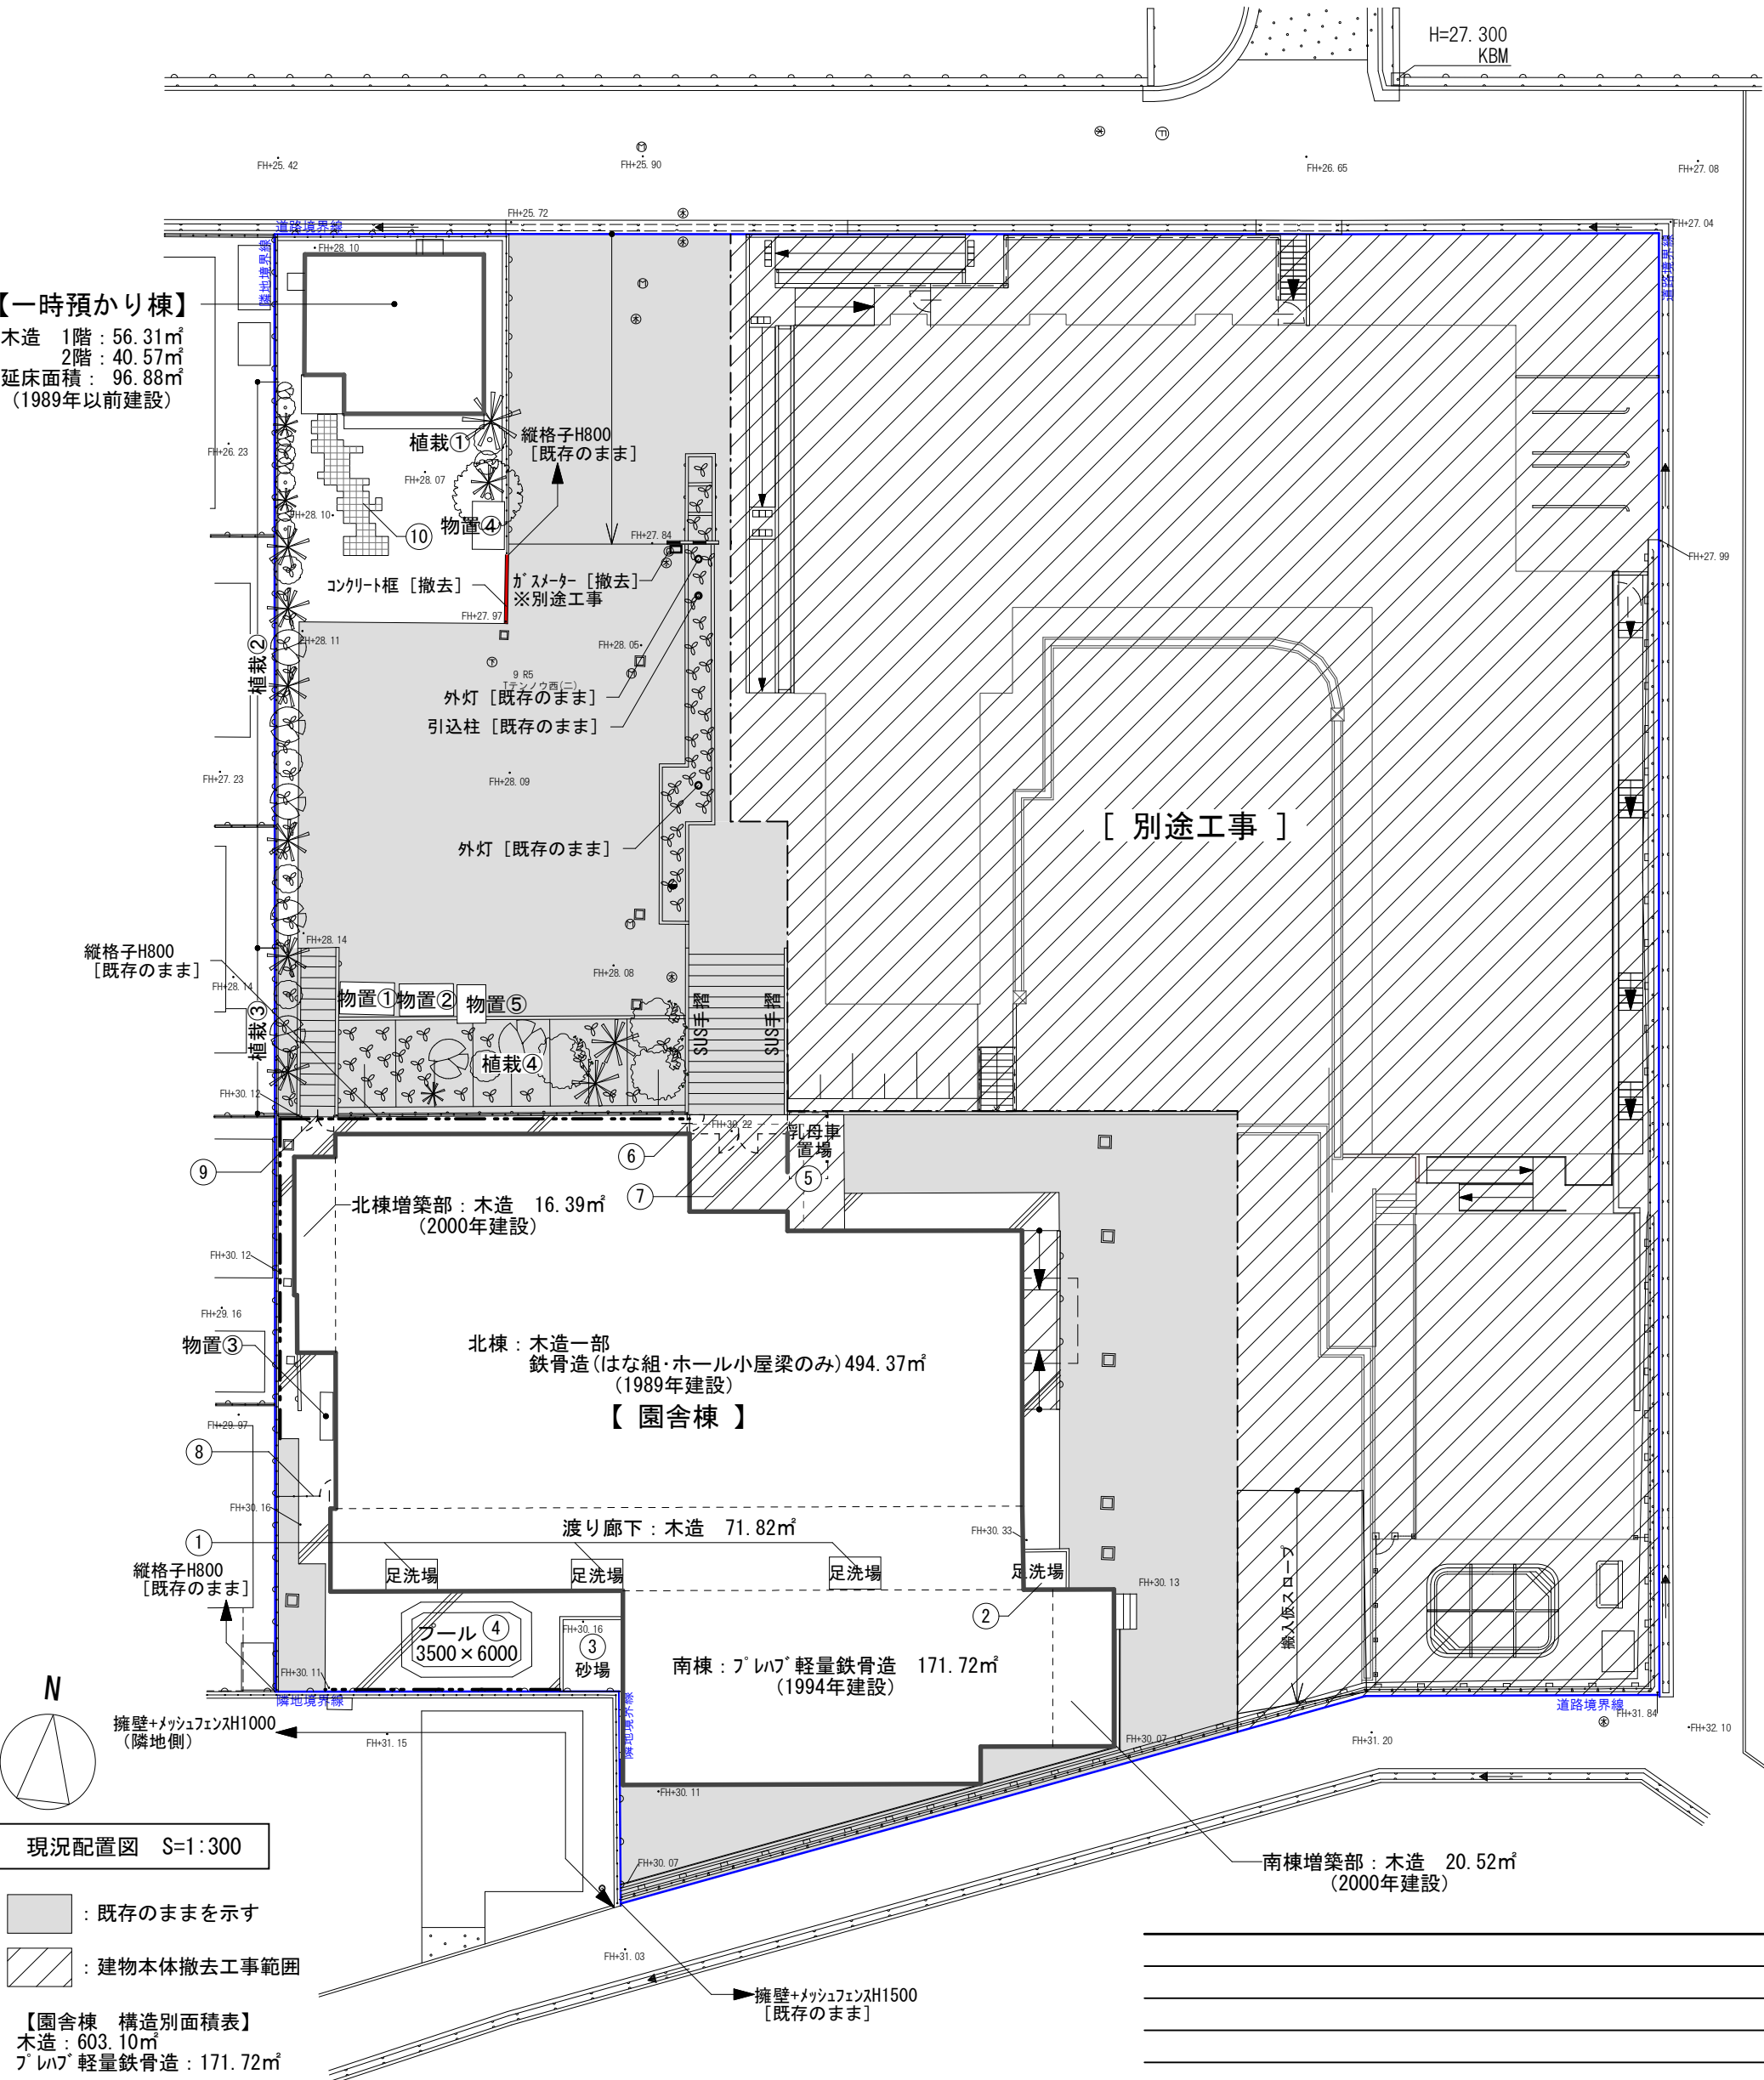 H=27.300
KBM
FH+25.42
FH+25.90
FH+26.65
FH+27.08
FH+25.72
FH+27.04
道路境界線
隣地境界線
道路境界線
FH+28.10
【一時預かり棟】
木造 1階：56.31㎡
2階：40.57㎡
延床面積： 96.88㎡
(1989年以前建設)
植栽①
縦格子H800
[既存のまま]
FH+26.23
FH+28.07
FH+28.10
⑩
物置④
FH+27.84
FH+27.99
コンクリート框 [撤去]
ガスメーター [撤去]
※別途工事
FH+27.97
FH+28.11
FH+28.05
植栽②
9 R5
Tテンノウ西(二)
外灯 [既存のまま]
引込柱 [既存のまま]
FH+27.23
FH+28.09
[ 別途工事 ]
外灯 [既存のまま]
FH+28.14
縦格子H800
[既存のまま]
FH+28.14
FH+28.08
物置①
物置②
物置⑤
SUS手摺
SUS手摺
植栽③
植栽④
FH+30.12
FH+30.22
乳母車
置場
⑤
⑥
⑦
⑨
北棟増築部：木造 16.39㎡
(2000年建設)
FH+30.12
FH+29.16
物置③
北棟：木造一部
鉄骨造(はな組･ホール小屋梁のみ)494.37㎡
(1989年建設)
【 園舎棟 】
FH+29.97
⑧
FH+30.16
①
渡り廊下：木造 71.82㎡
FH+30.33
縦格子H800
[既存のまま]
足洗場
足洗場
足洗場
足洗場
FH+30.13
②
搬入仮スロープ
プール④
3500×6000
FH+30.16
③
砂場
南棟：プレハブ軽量鉄骨造 171.72㎡
(1994年建設)
FH+30.11
隣地境界線
隣地境界線
N
擁壁+メッシュフェンスH1000
(隣地側)
FH+31.15
FH+30.07
道路境界線
FH+31.84
FH+32.10
FH+31.20
FH+30.11
現況配置図 S=1:300
FH+30.07
南棟増築部：木造 20.52㎡
(2000年建設)
：既存のままを示す
：建物本体撤去工事範囲
FH+31.03
擁壁+メッシュフェンスH1500
[既存のまま]
【園舎棟 構造別面積表】
木造：603.10㎡
プレハブ軽量鉄骨造：171.72㎡